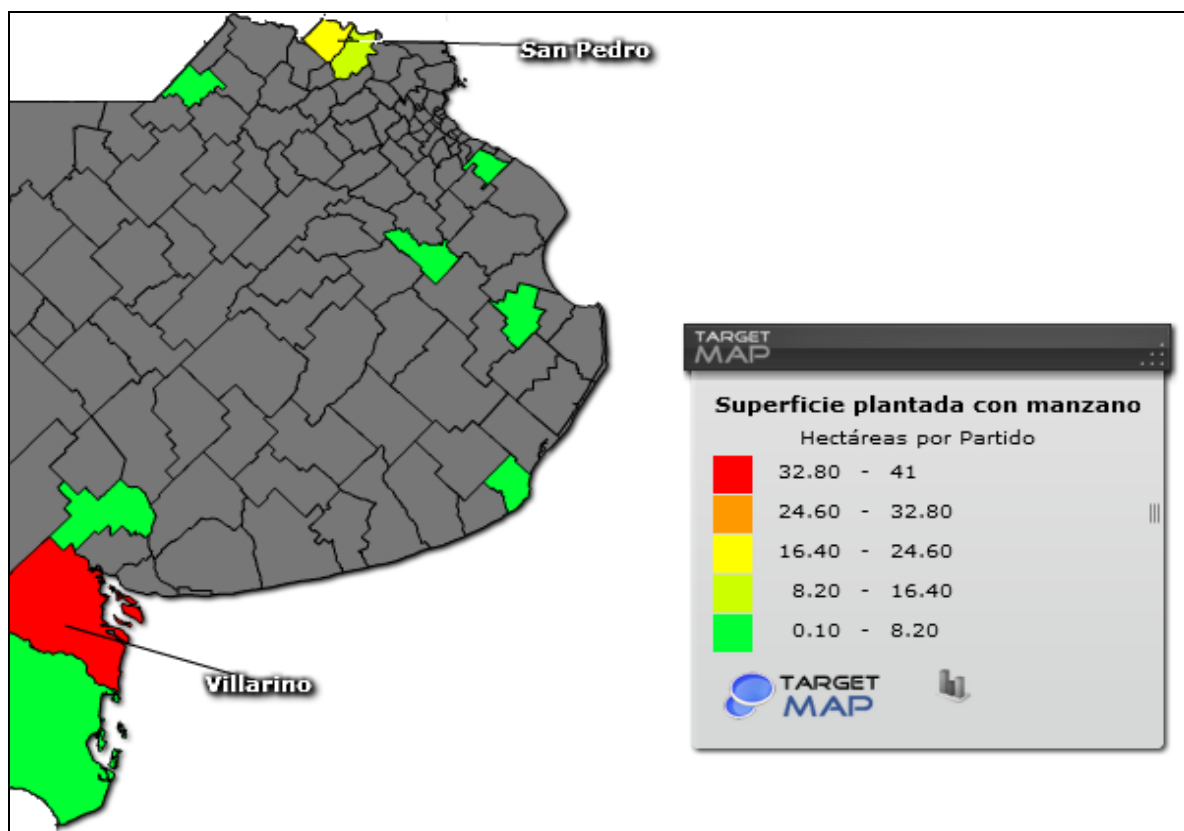 San Pedro
Villarino
TARGET
MAP
Superficie plantada con manzano
Hectáreas por Partido
32.80 - 41
24.60 - 32.80
16.40 - 24.60
8.20 - 16.40
0.10 - 8.20
TARGET
MAP